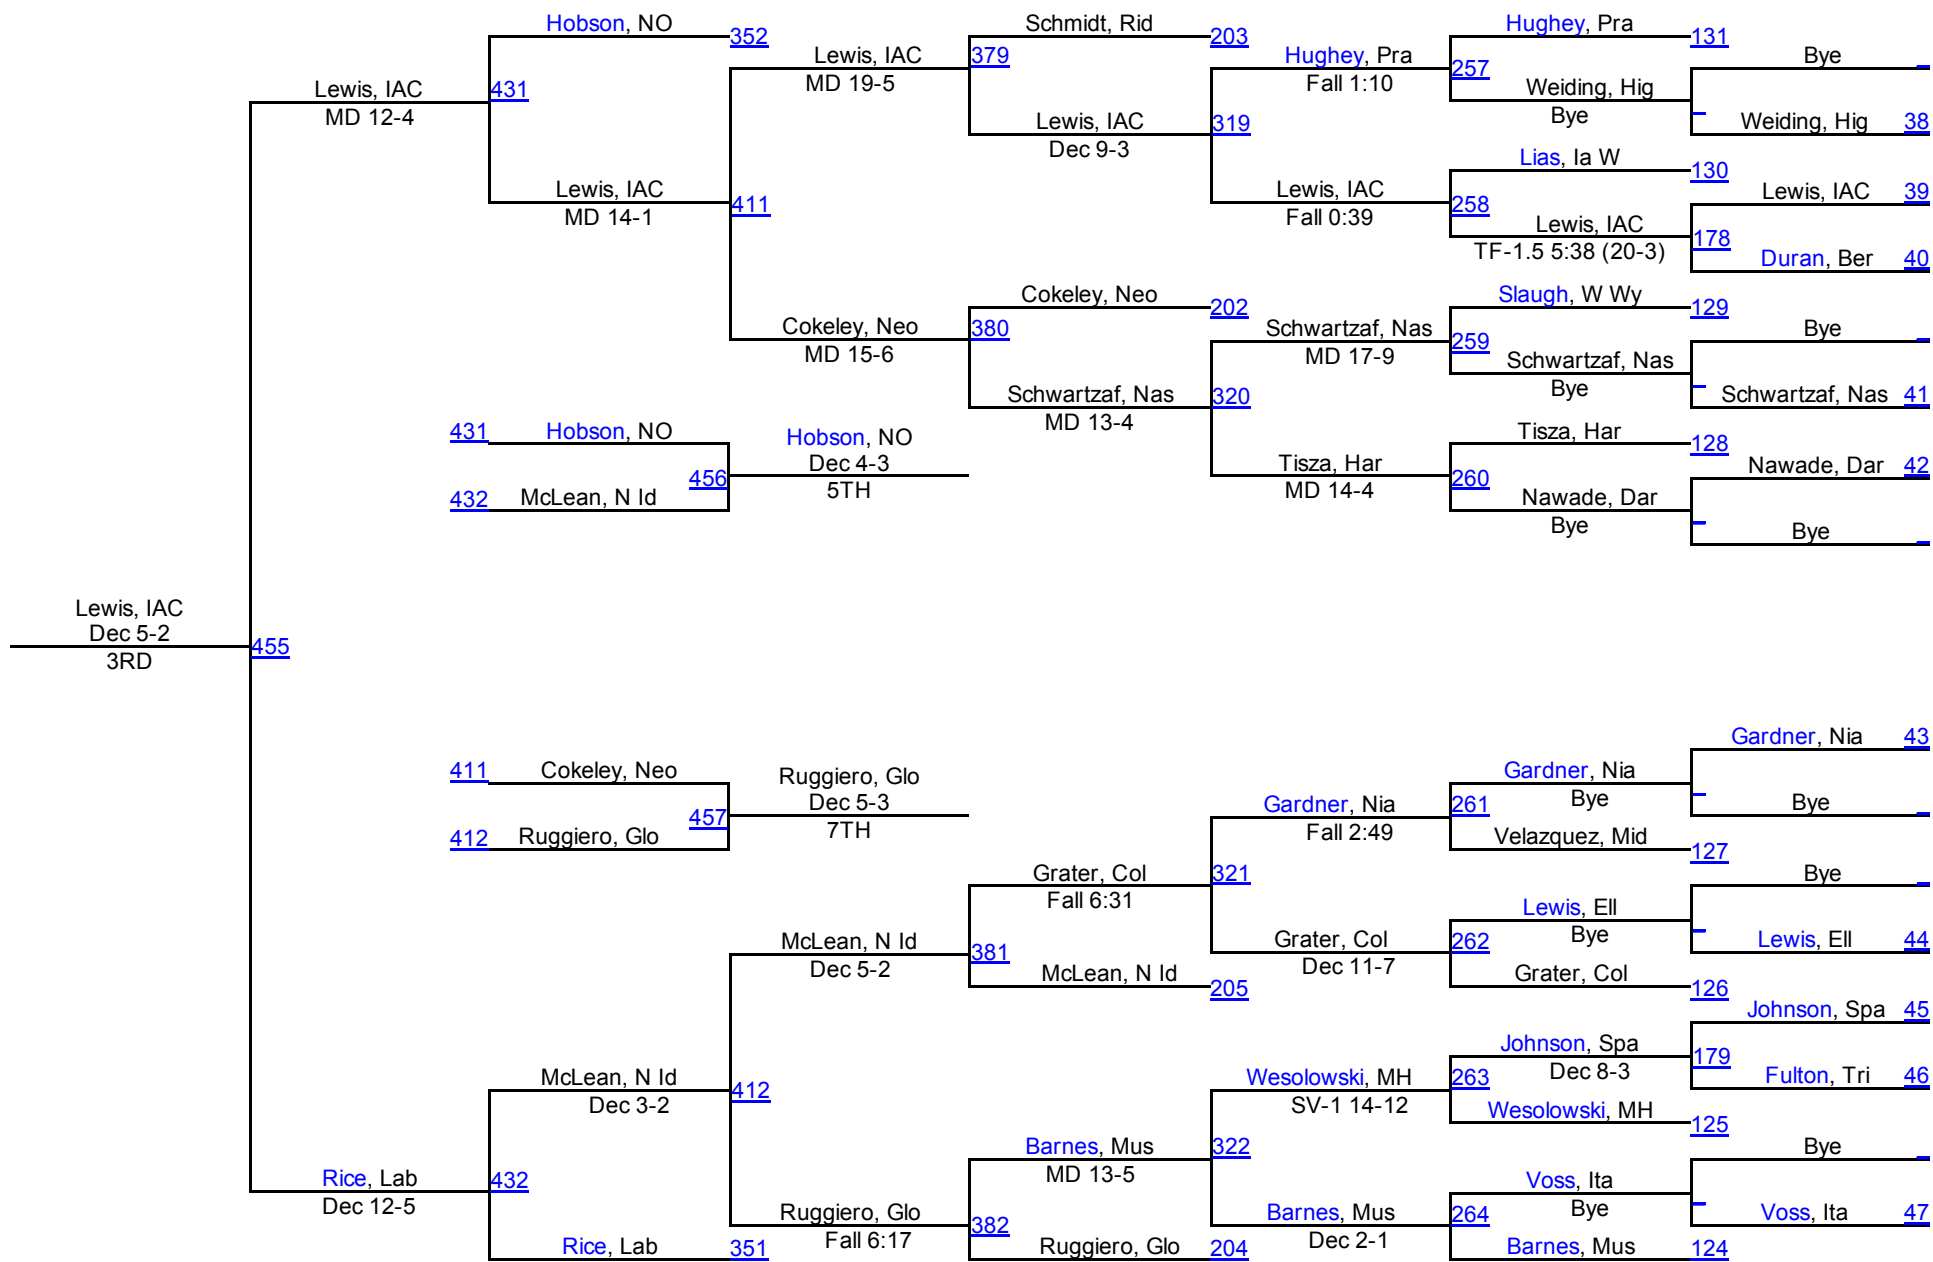 Hobson, NO
352
Schmidt, Rid
203
Hughey, Pra
131
Lewis, IAC
MD 19-5
379
Hughey, Pra
Fall 1:10
257
Bye
Lewis, IAC
MD 12-4
431
Weiding, Hig
Bye
Lewis, IAC
Dec 9-3
319
Weiding, Hig
38
Lias, Ia W
130
Lewis, IAC
MD 14-1
411
Lewis, IAC
Fall 0:39
258
Lewis, IAC
39
Lewis, IAC
TF-1.5 5:38 (20-3)
178
Duran, Ber
40
Cokeley, Neo
202
Slaugh, W Wy
129
Cokeley, Neo
MD 15-6
380
Schwartzaf, Nas
MD 17-9
259
Bye
Schwartzaf, Nas
Bye
Schwartzaf, Nas
MD 13-4
320
Schwartzaf, Nas
41
431
Hobson, NO
Hobson, NO
Dec 4-3
5TH
456
432
McLean, N Id
Tisza, Har
128
Tisza, Har
MD 14-4
260
Nawade, Dar
42
Nawade, Dar
Bye
Bye
Lewis, IAC
Dec 5-2
3RD
455
Gardner, Nia
43
411
Cokeley, Neo
Ruggiero, Glo
Dec 5-3
7TH
457
412
Ruggiero, Glo
Gardner, Nia
Bye
Gardner, Nia
Fall 2:49
261
Bye
Velazquez, Mid
127
Grater, Col
Fall 6:31
321
Bye
Lewis, Ell
Bye
McLean, N Id
Dec 5-2
381
Grater, Col
Dec 11-7
262
Lewis, Ell
44
McLean, N Id
205
Grater, Col
126
Johnson, Spa
45
Johnson, Spa
Dec 8-3
179
McLean, N Id
Dec 3-2
412
Wesolowski, MH
SV-1 14-12
263
Fulton, Tri
46
Wesolowski, MH
125
Barnes, Mus
MD 13-5
322
Bye
Rice, Lab
Dec 12-5
432
Voss, Ita
Bye
Ruggiero, Glo
Fall 6:17
382
Barnes, Mus
Dec 2-1
264
Voss, Ita
47
Rice, Lab
351
Ruggiero, Glo
204
Barnes, Mus
124